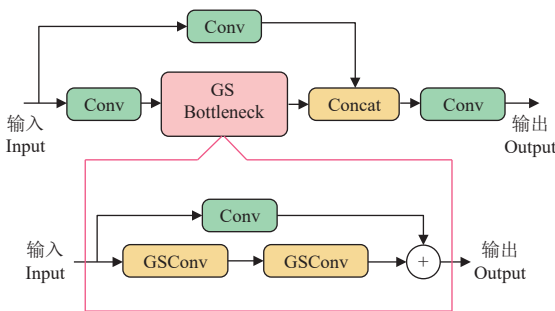 Conv
输入
Input
Conv
GS
Bottleneck
Concat
Conv
输出
Output
输入
Input
Conv
GSConv
GSConv
+
输出
Output